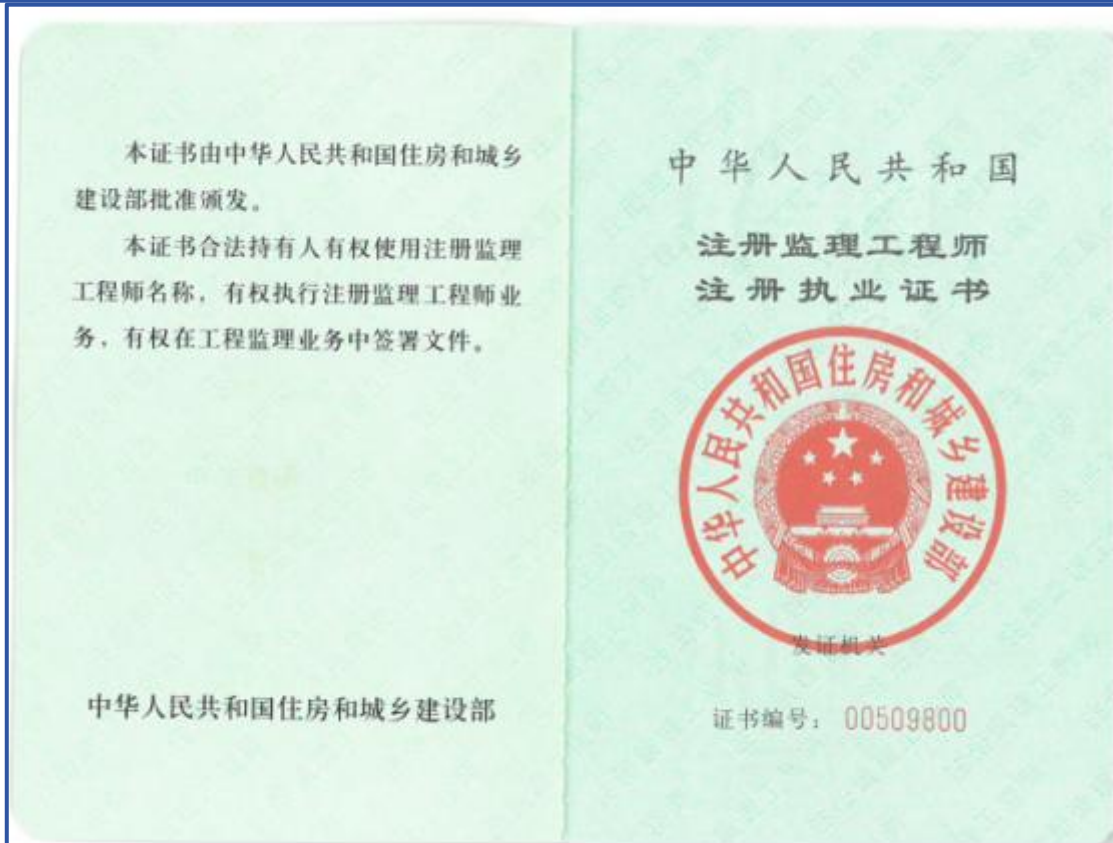 本证书由中华人民共和国住房和城乡
建设部批准颁发。
本证书合法持有人有权使用注册监理
工程师名称，有权执行注册监理工程师业
务，有权在工程监理业务中签署文件。
中华人民共和国住房和城乡建设部
中华人民共和国
注册监理工程师
注册执业证书
中华人民共和国住房和城乡建设部
发证机关
证书编号：00509800